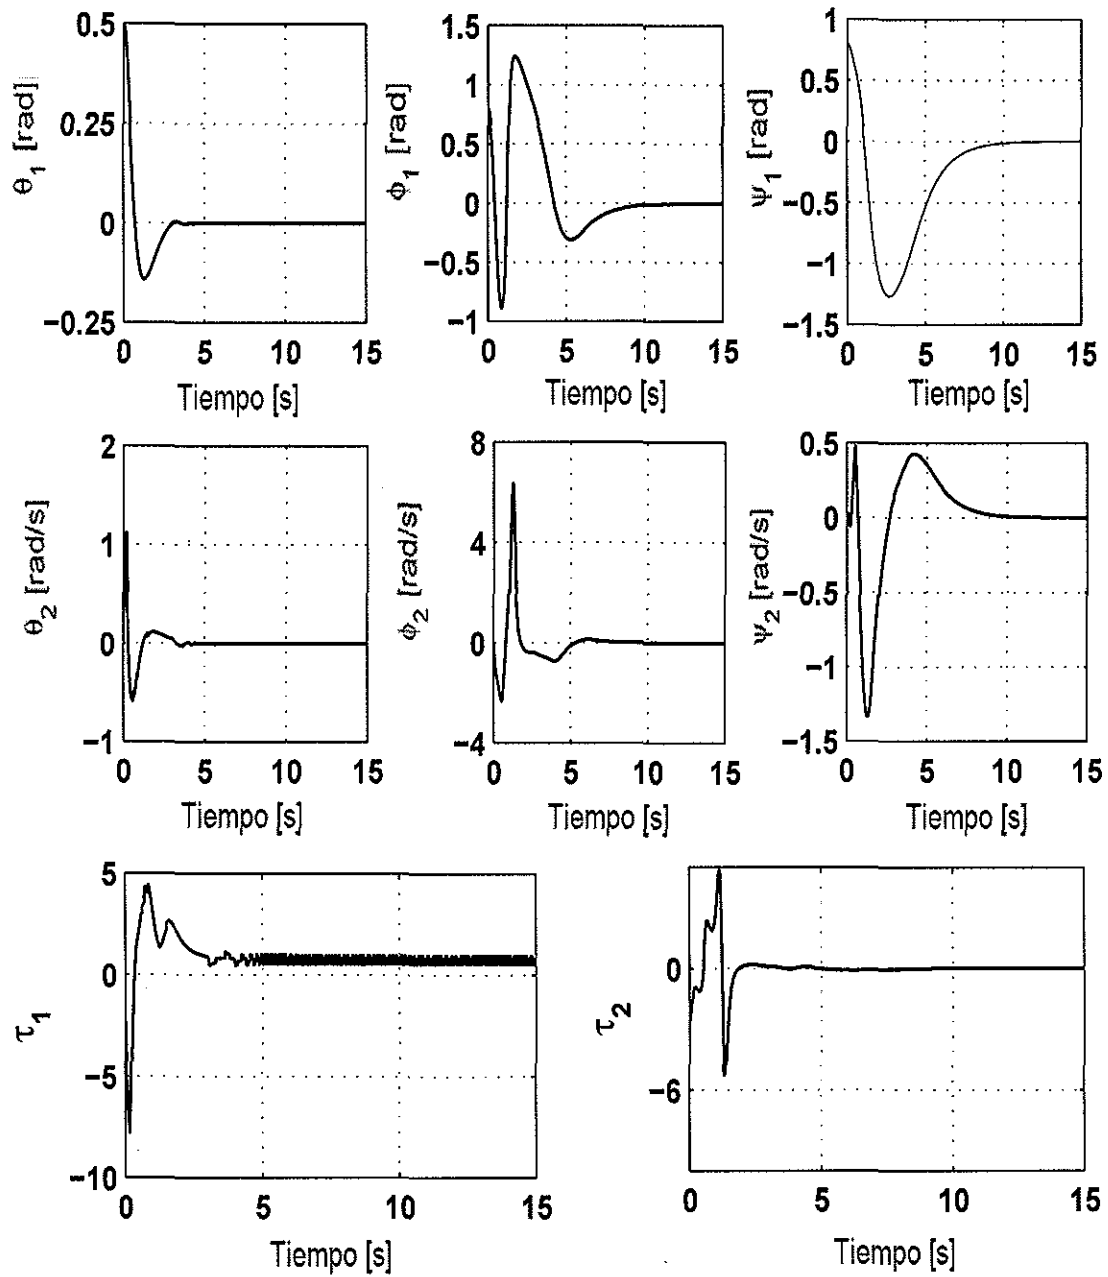 θ1 [rad]
0.5
0.25
0
−0.25
0 5 10 15
Tiempo [s]
ϕ1 [rad]
1.5
1
0.5
0
−0.5
−1
0 5 10 15
Tiempo [s]
ψ1 [rad]
1
0.5
0
−0.5
−1
−1.5
0 5 10 15
Tiempo [s]
θ2 [rad/s]
2
1
0
−1
0 5 10 15
Tiempo [s]
ϕ2 [rad/s]
8
4
0
−4
0 5 10 15
Tiempo [s]
ψ2 [rad/s]
0.5
0
−0.5
−1
−1.5
0 5 10 15
Tiempo [s]
τ1
5
0
−5
−10
0 5 10 15
Tiempo [s]
τ2
0
−6
0 5 10 15
Tiempo [s]